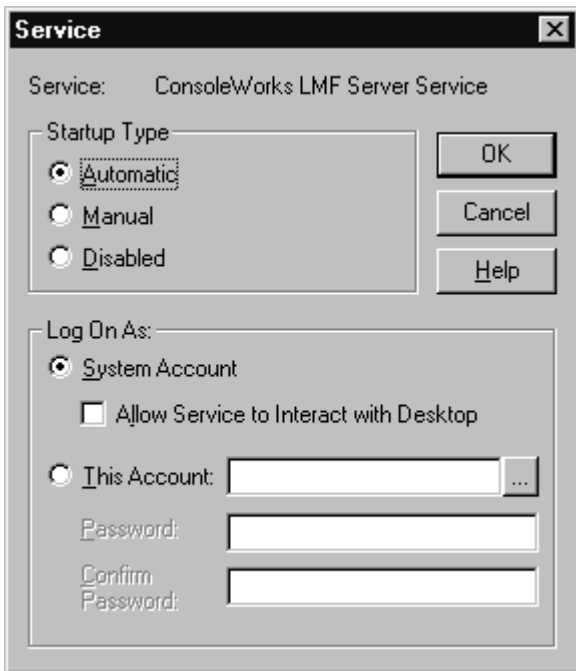 Service
Service: ConsoleWorks LMF Server Service
Startup Type
Automatic
Manual
Disabled
OK
Cancel
Help
Log On As:
System Account
Allow Service to Interact with Desktop
This Account:
...
Password:
Confirm
Password: